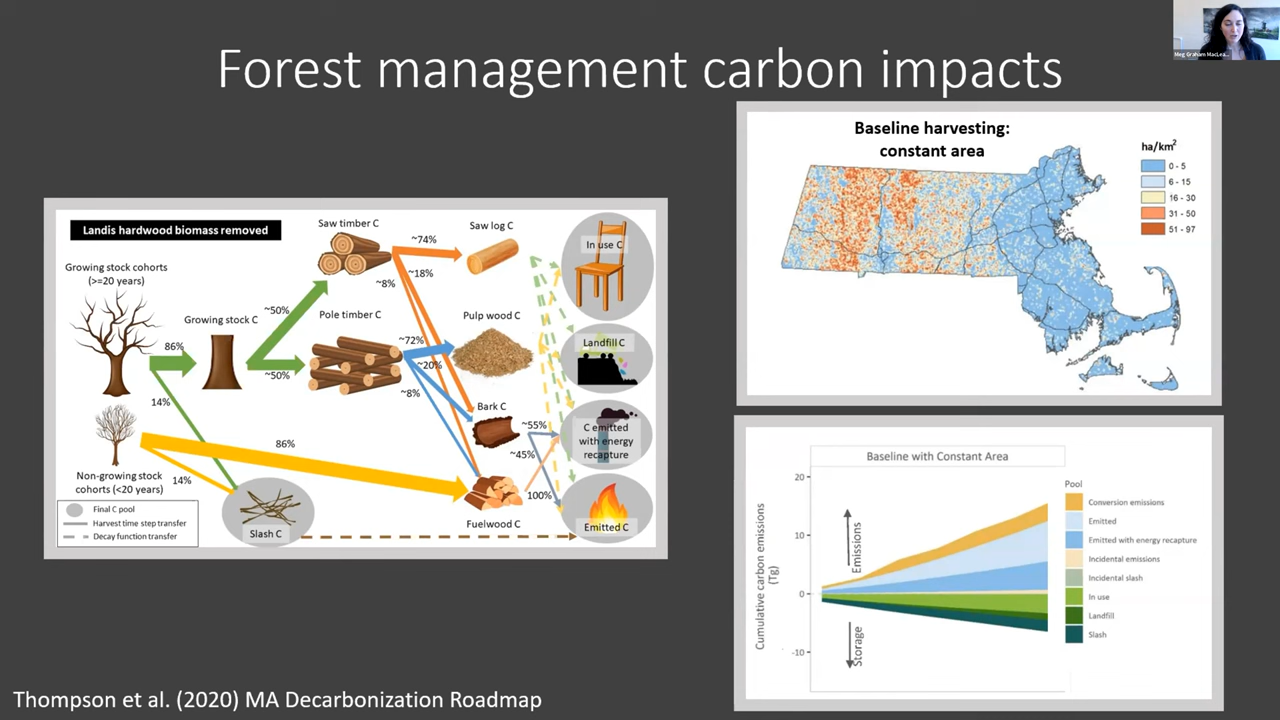 Forest management carbon impacts
Meg Graham MacLea...
Landis hardwood biomass removed
Growing stock cohorts
(>=20 years)
86%
14%
Growing stock C
~50%
~50%
Saw timber C
Pole timber C
~74%
~18%
~8%
~72%
~20%
~8%
Saw log C
Pulp wood C
Bark C
~55%
~45%
100%
Fuelwood C
86%
14%
Non-growing stock
cohorts (<20 years)
Slash C
In use C
Landfill C
C emitted
with energy
recapture
Emitted C
Final C pool
Harvest time step transfer
Decay function transfer
Baseline harvesting:
constant area
ha/km²
0 - 5
6 - 15
16 - 30
31 - 50
51 - 97
Baseline with Constant Area
Cumulative carbon emissions
(Tg)
20
10
0
-10
Emissions
Storage
Pool
Conversion emissions
Emitted
Emitted with energy recapture
Incidental emissions
Incidental slash
In use
Landfill
Slash
Thompson et al. (2020) MA Decarbonization Roadmap